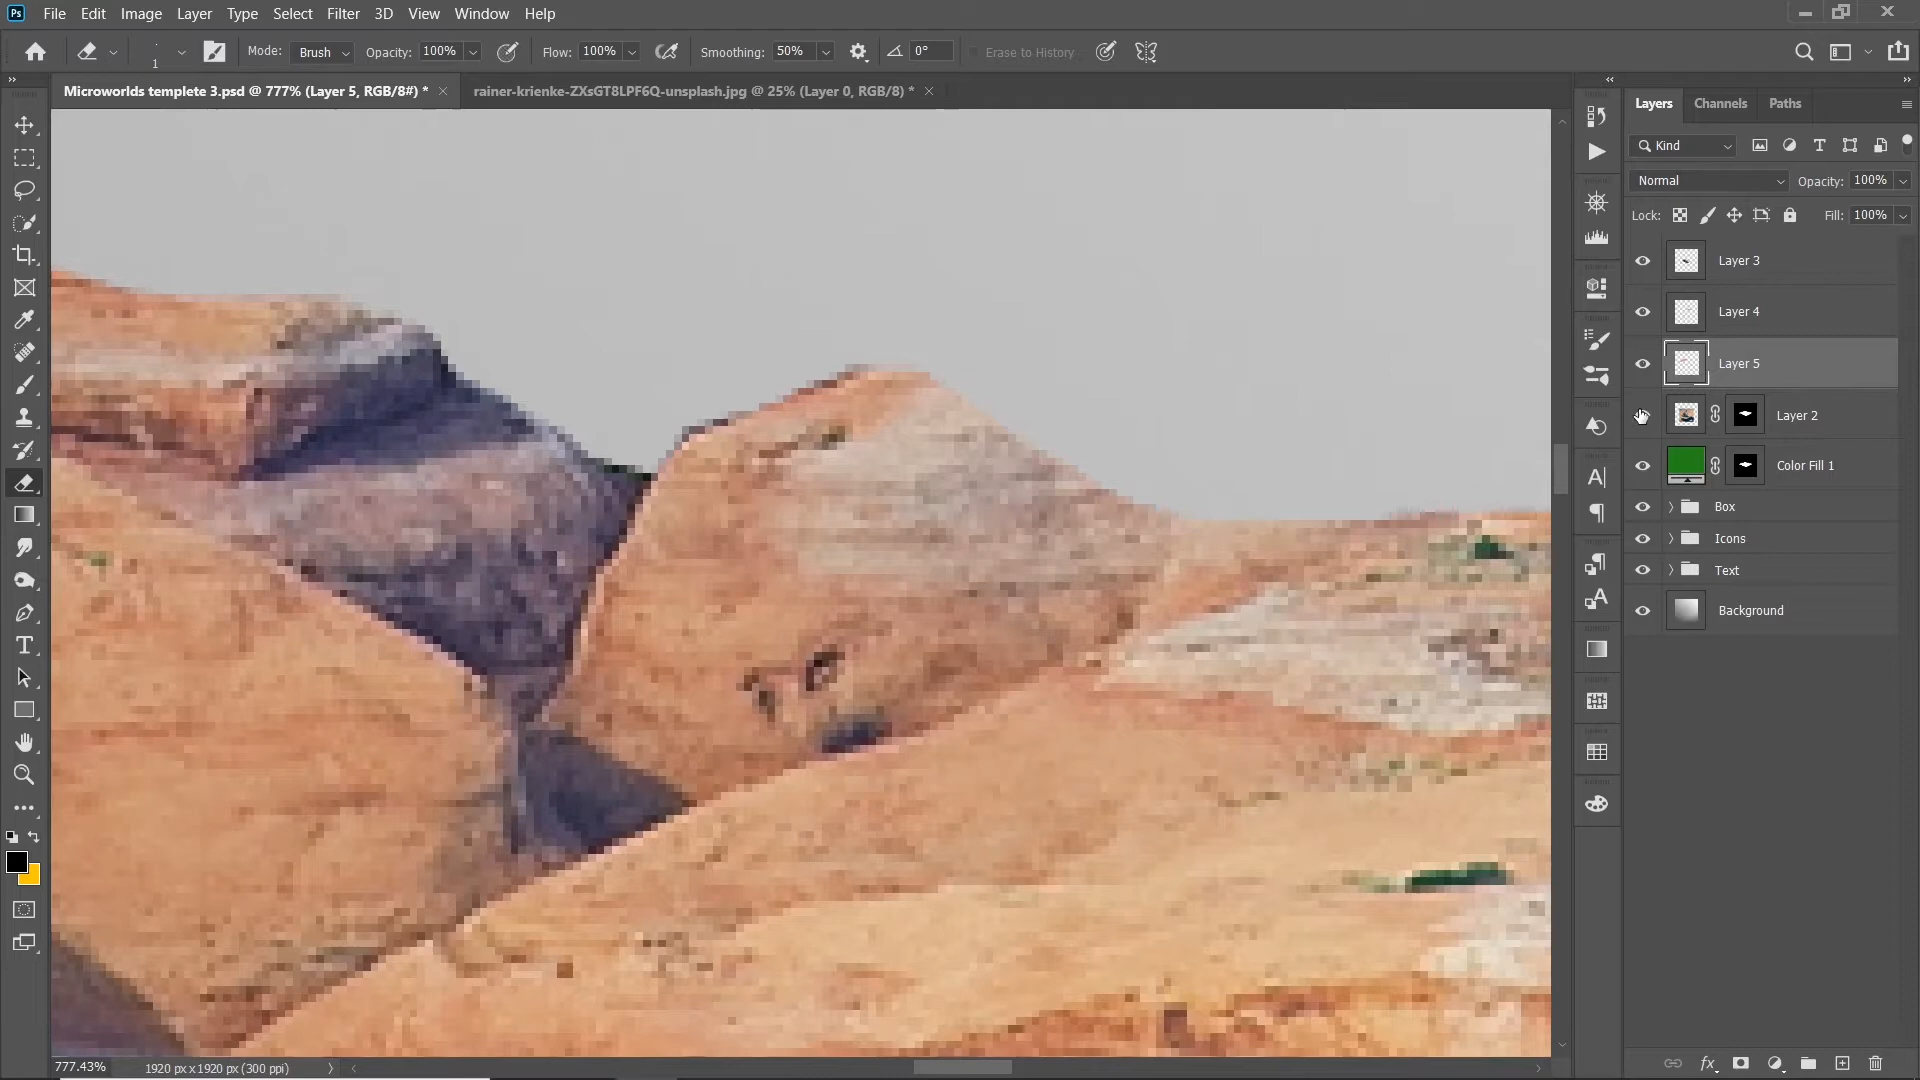 File Edit Image Layer Type Select Filter 3D View Window Help
1 Mode: Brush Opacity: 100% Flow: 100% Smoothing: 50% 0° Erase to History
Microworlds templete 3.psd @ 777% (Layer 5, RGB/8#) * rainer-krienke-ZXsGT8LPF6Q-unsplash.jpg @ 25% (Layer 0, RGB/8) *
Layers Channels Paths
Kind
Normal Opacity: 100%
Lock: Fill: 100%
Layer 3
Layer 4
Layer 5
Layer 2
Color Fill 1
Box
Icons
Text
Background
777.43% 1920 px x 1920 px (300 ppi)